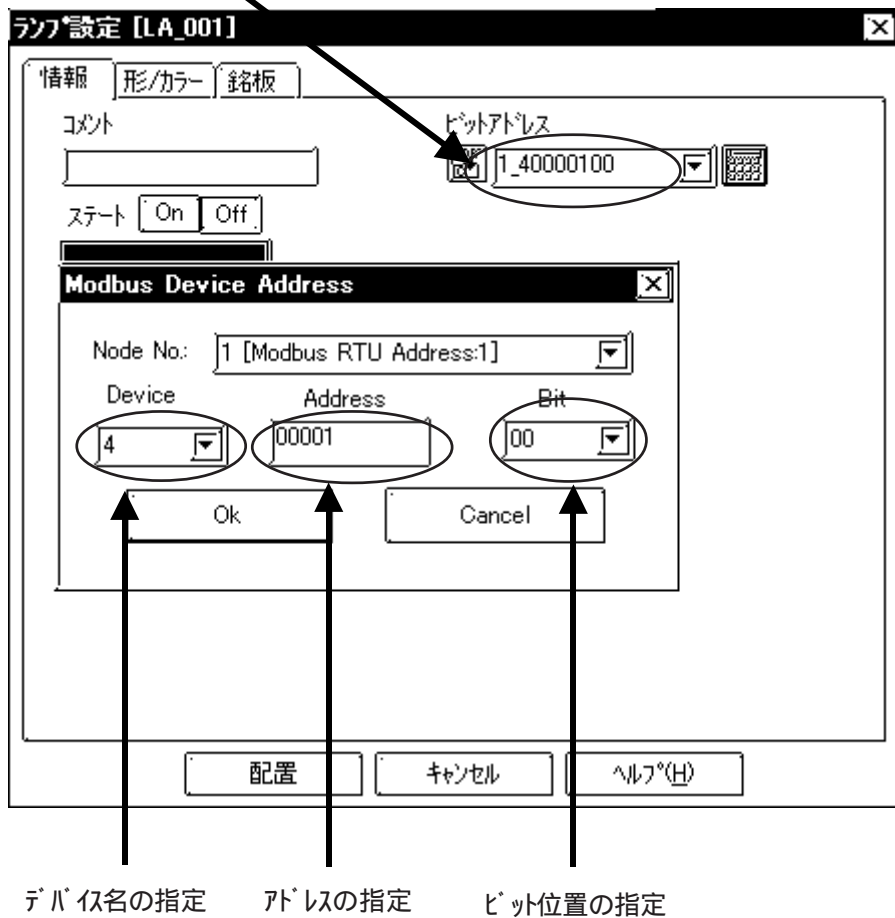 ﾗﾝﾌﾟ設定 [LA_001]
情報 形/ｶﾗｰ 銘板
ｺﾒﾝﾄ ﾋﾞｯﾄｱﾄﾞﾚｽ
1_40000100
ｽﾃｰﾄ On Off
Modbus Device Address
Node No.: 1 [Modbus RTU Address:1]
Device Address Bit
4 00001 00
Ok Cancel
配置 ｷｬﾝｾﾙ ﾍﾙﾌﾟ(H)
ﾃﾞﾊﾞｲｽ名の指定 ｱﾄﾞﾚｽの指定 ﾋﾞｯﾄ位置の指定